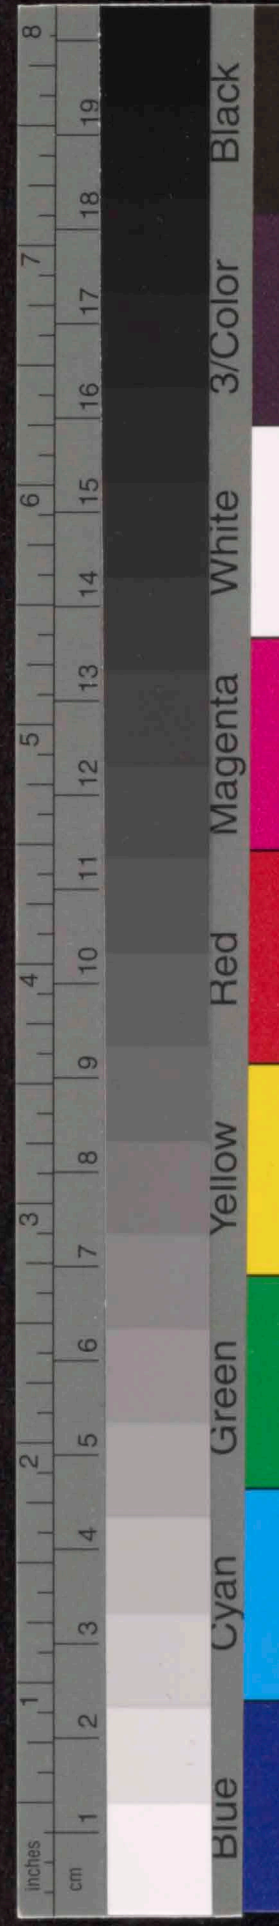 inches 1 2 3 4 5 6 7 8
cm 1 2 3 4 5 6 7 8 9 10 11 12 13 14 15 16 17 18 19
Blue Cyan Green Yellow Red Magenta White 3/Color Black